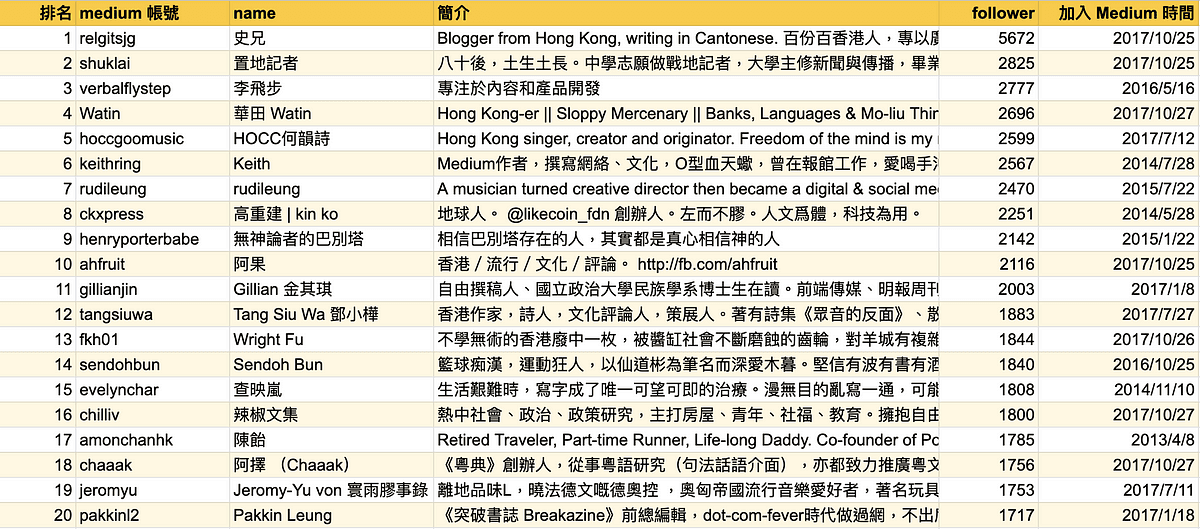 排名 medium 帳號 name 簡介 follower 加入 Medium 時間
1 relgitsjg 史兄 Blogger from Hong Kong, writing in Cantonese. 百份百香港人，專以 5672 2017/10/25
2 shuklai 置地記者 八十後，土生土長。中學志願做戰地記者，大學主修新聞與傳播，畢業 2825 2017/10/25
3 verbalflystep 李飛步 專注於內容和產品開發 2777 2016/5/16
4 Watin 華田 Watin Hong Kong-er || Sloppy Mercenary || Banks, Languages & Mo-liu Thin 2696 2017/10/27
5 hoccgoomusic HOCC何韻詩 Hong Kong singer, creator and originator. Freedom of the mind is my 2599 2017/7/12
6 keithring Keith Medium作者，撰寫網絡、文化，O型血天蠍，曾在報館工作，愛喝手 2567 2014/7/28
7 rudileung rudileung A musician turned creative director then became a digital & social me 2470 2015/7/22
8 ckxpress 高重建 | kin ko 地球人。 @likecoin_fdn 創辦人。左而不膠。人文爲體，科技為用。 2251 2014/5/28
9 henryporterbabe 無神論者的巴別塔 相信巴別塔存在的人，其實都是真心相信神的人 2142 2015/1/22
10 ahfruit 阿果 香港 / 流行 / 文化 / 評論。 http://fb.com/ahfruit 2116 2017/10/25
11 gillianjin Gillian 金其琪 自由撰稿人、國立政治大學民族學系博士生在讀。前端傳媒、明報周刊 2003 2017/1/8
12 tangsiuwa Tang Siu Wa 鄧小樺 香港作家，詩人，文化評論人，策展人。著有詩集《眾音的反面》、散 1883 2017/7/27
13 fkh01 Wright Fu 不學無術的香港廢中一枚，被醬缸社會不斷磨蝕的齒輪，對羊城有複雜 1844 2017/10/26
14 sendohbun Sendoh Bun 籃球痴漢，運動狂人，以仙道彬為筆名而深愛木暮。堅信有波有書有酒 1840 2016/10/25
15 evelynchar 查映嵐 生活艱難時，寫字成了唯一可望可即的治療。漫無目的亂寫一通，可能 1808 2014/11/10
16 chilliv 辣椒文集 熱中社會、政治、政策研究，主打房屋、青年、社福、教育。擁抱自由 1800 2017/10/27
17 amonchanhk 陳飴 Retired Traveler, Part-time Runner, Life-long Daddy. Co-founder of Po 1785 2013/4/8
18 chaaak 阿擇 （Chaaak） 《粵典》創辦人，從事粵語研究（句法話語介面），亦都致力推廣粵文 1756 2017/10/27
19 jeromyu Jeromy-Yu von 寰雨膠事錄 離地品味L，曉法德文嘅德奧控 ，奧匈帝國流行音樂愛好者，著名玩具 1753 2017/7/11
20 pakkinl2 Pakkin Leung 《突破書誌 Breakazine》前總編輯，dot-com-fever時代做過網，不出 1717 2017/1/18